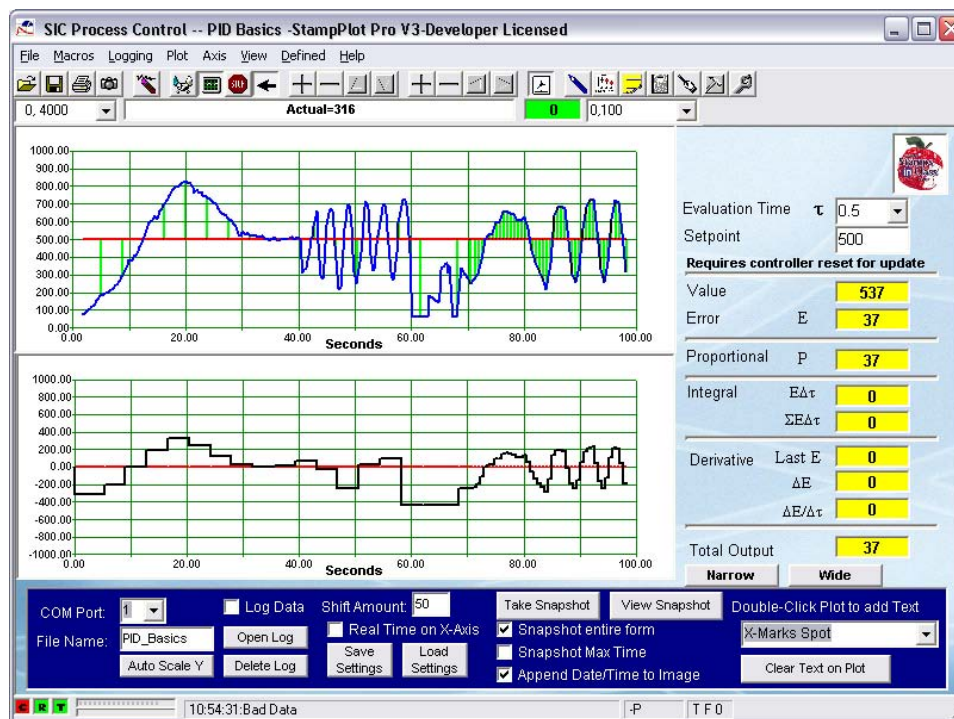 SIC Process Control -- PID Basics -StampPlot Pro V3-Developer Licensed
File Macros Logging Plot Axis View Defined Help
0, 4000 Actual=316 0 0,100
1000.00
900.00
800.00
700.00
600.00
500.00
400.00
300.00
200.00
100.00
0.00
0.00 20.00 40.00 60.00 80.00 100.00
Seconds
1000.00
800.00
600.00
400.00
200.00
0.00
-200.00
-400.00
-600.00
-800.00
-1000.00
0.00 20.00 40.00 60.00 80.00 100.00
Seconds
Evaluation Time τ 0.5
Setpoint 500
Requires controller reset for update
Value 537
Error E 37
Proportional P 37
Integral EΔτ 0
ΣEΔτ 0
Derivative Last E 0
ΔE 0
ΔE/Δτ 0
Total Output 37
Narrow Wide
COM Port: 1 Log Data Shift Amount: 50 Take Snapshot View Snapshot Double-Click Plot to add Text
File Name: PID_Basics Open Log Real Time on X-Axis Snapshot entire form X-Marks Spot
Auto Scale Y Delete Log Save Settings Load Settings Snapshot Max Time Clear Text on Plot
Append Date/Time to Image
C R T 10:54:31:Bad Data -P T F 0